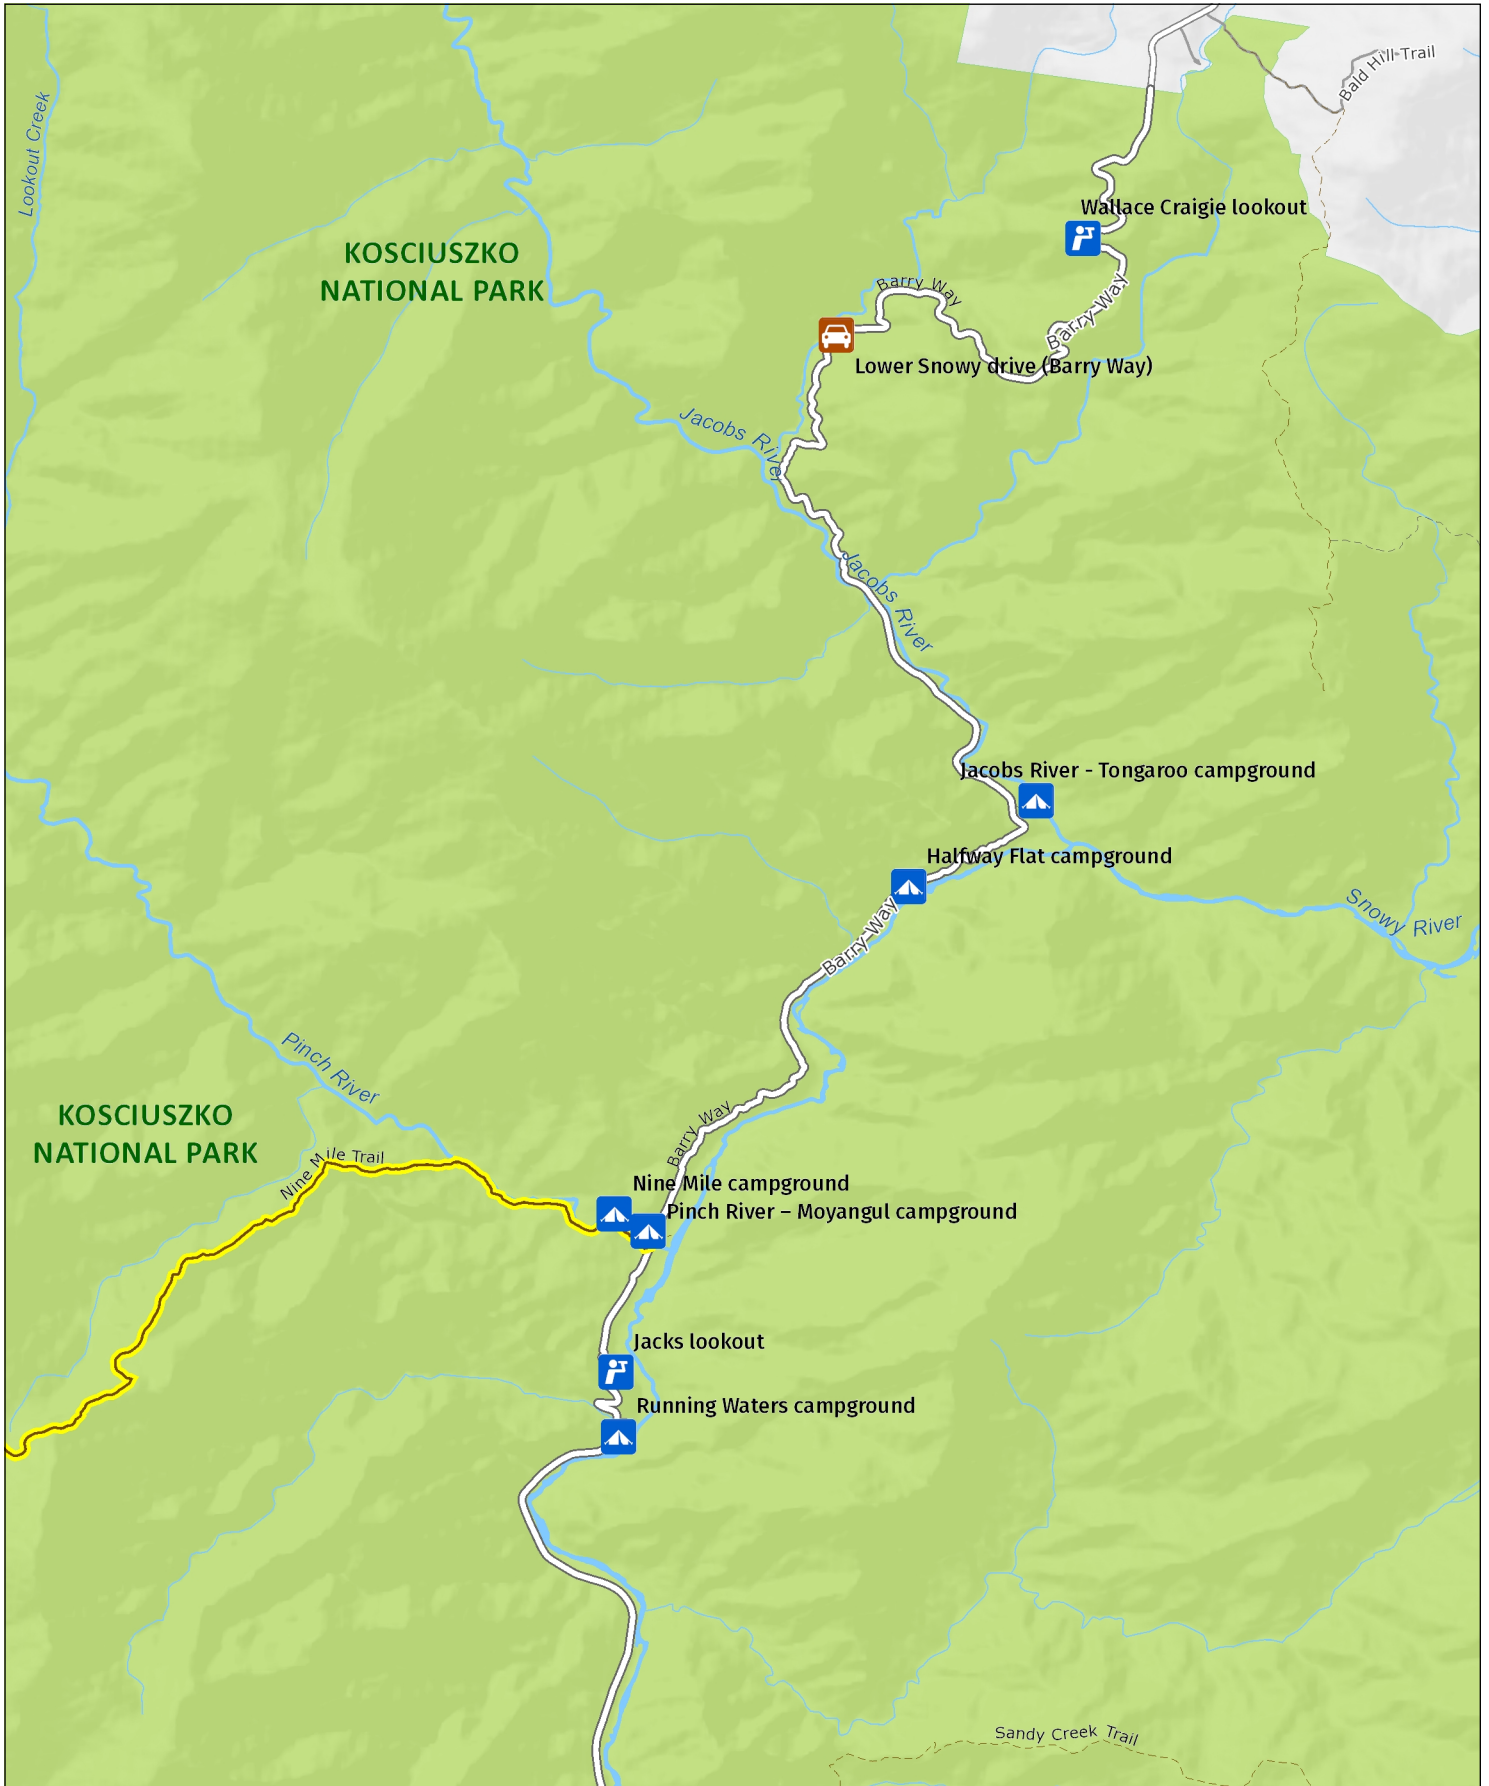 Bald Hill Trail
Lookout Creek
Wallace Craigie lookout
KOSCIUSZKO
NATIONAL PARK
Barry Way
Barry Way
Lower Snowy drive (Barry Way)
Jacobs River
Jacobs River
Jacobs River - Tongaroo campground
Halfway Flat campground
Snowy River
Barry Way
Pinch River
KOSCIUSZKO
NATIONAL PARK
Barry Way
Nine Mile Trail
Nine Mile campground
Pinch River – Moyangul campground
Jacks lookout
Running Waters campground
Sandy Creek Trail